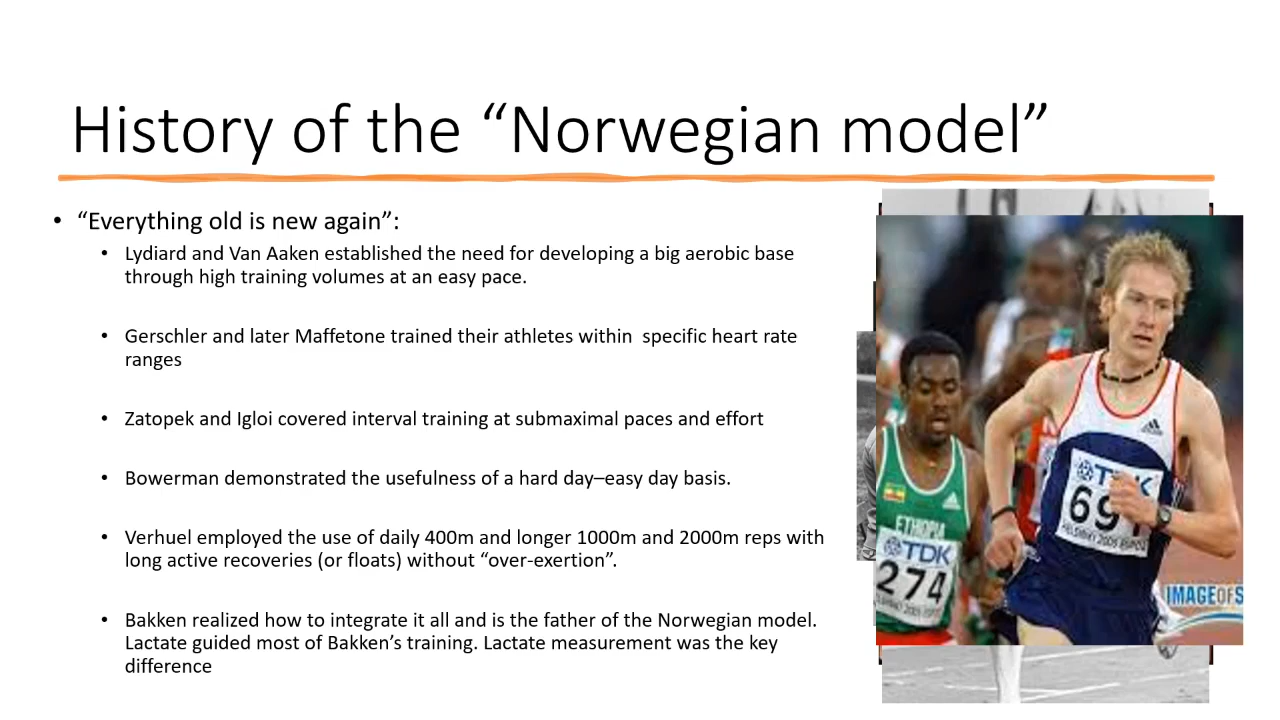 History of the “Norwegian model”
• “Everything old is new again”:
• Lydiard and Van Aaken established the need for developing a big aerobic base
through high training volumes at an easy pace.
• Gerschler and later Maffetone trained their athletes within  specific heart rate
ranges
• Zatopek and Igloi covered interval training at submaximal paces and effort
• Bowerman demonstrated the usefulness of a hard day–easy day basis.
• Verhuel employed the use of daily 400m and longer 1000m and 2000m reps with
long active recoveries (or floats) without “over-exertion”.
• Bakken realized how to integrate it all and is the father of the Norwegian model.
Lactate guided most of Bakken’s training. Lactate measurement was the key
difference
TDK
69
ETHIOPIA
TDK
274
IMAGEOFS